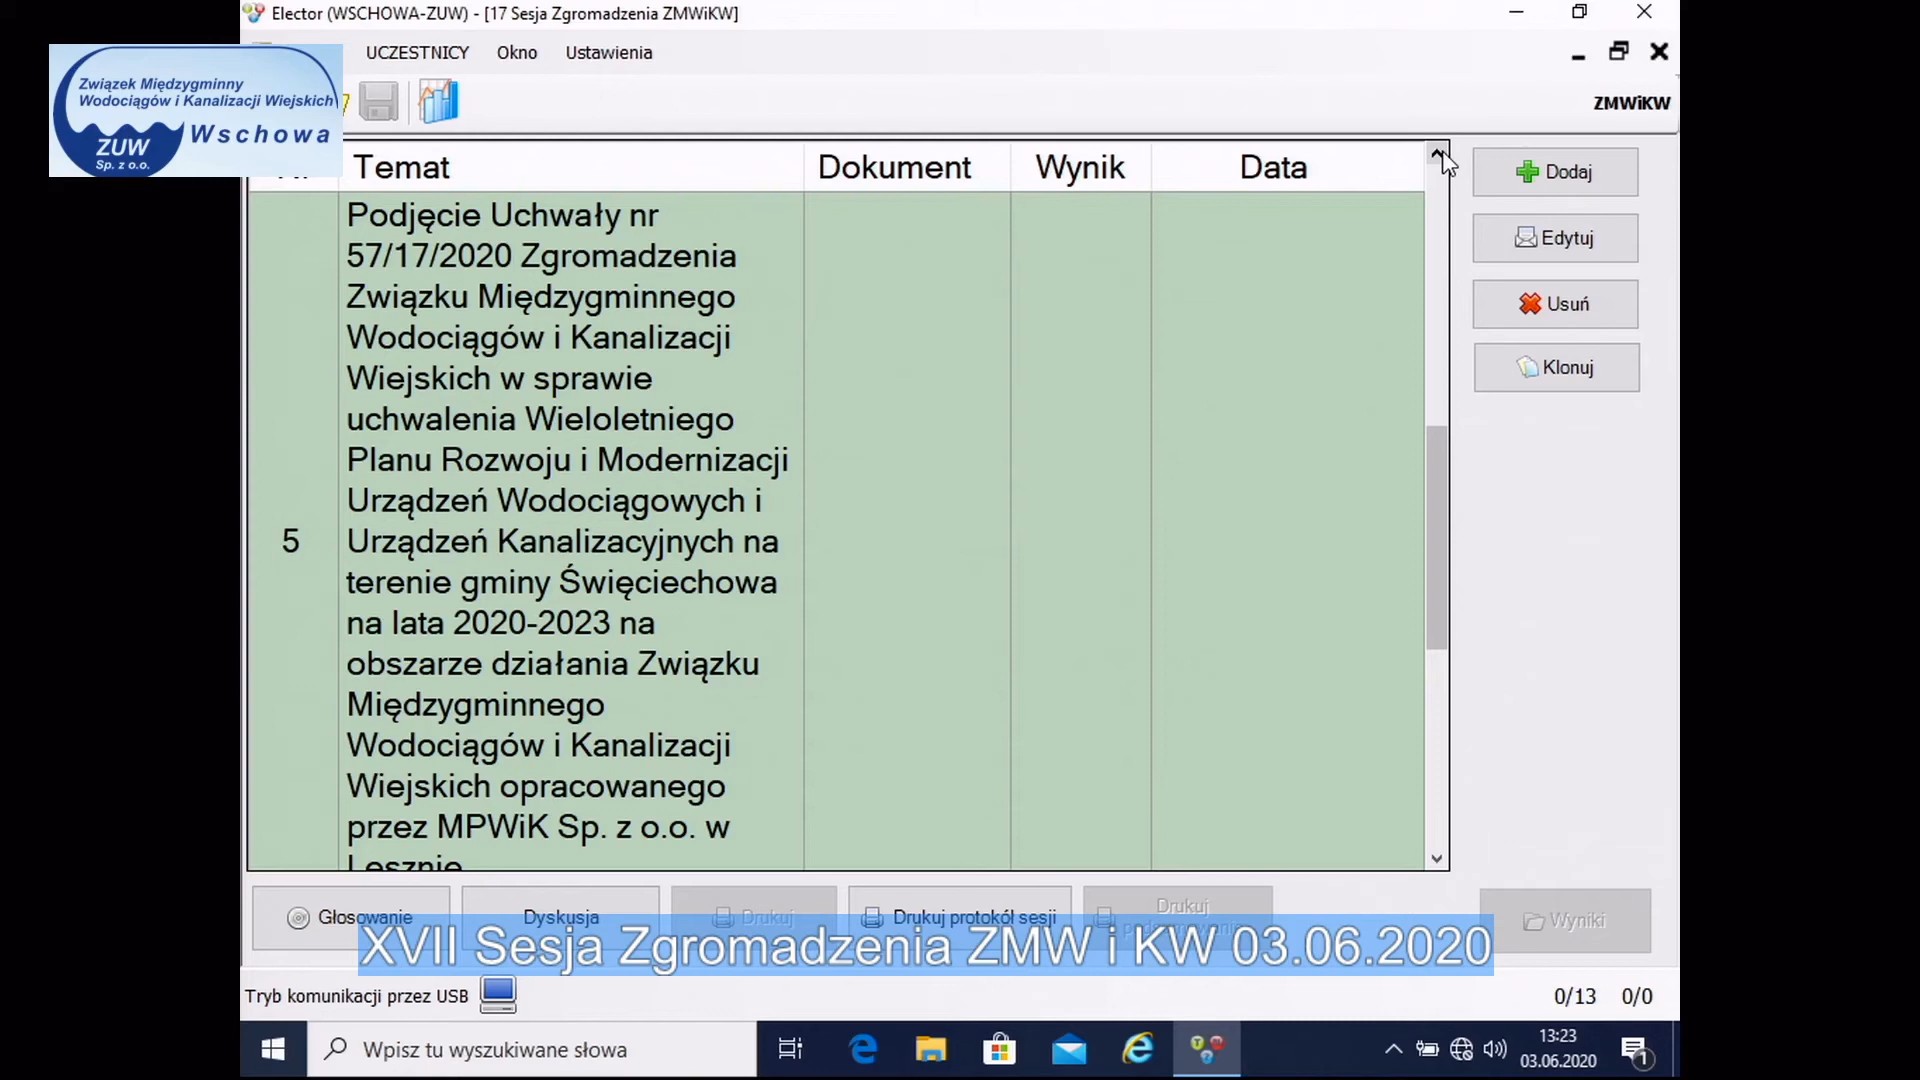 Elector (WSCHOWA-ZUW) - [17 Sesja Zgromadzenia ZMWiKW]
UCZESTNICY Okno Ustawienia
Związek Międzygminny
Wodociągów i Kanalizacji Wiejskich
Wschowa
ZUW
Sp. z o.o.
ZMWiKW
Temat Dokument Wynik Data
Podjęcie Uchwały nr
57/17/2020 Zgromadzenia
Związku Międzygminnego
Wodociągów i Kanalizacji
Wiejskich w sprawie
uchwalenia Wieloletniego
Planu Rozwoju i Modernizacji
Urządzeń Wodociągowych i
5 Urządzeń Kanalizacyjnych na
terenie gminy Święciechowa
na lata 2020-2023 na
obszarze działania Związku
Międzygminnego
Wodociągów i Kanalizacji
Wiejskich opracowanego
przez MPWiK Sp. z o.o. w
Lesznie
Dodaj
Edytuj
Usuń
Klonuj
Głosowanie Dyskusja Drukuj Drukuj protokół sesji Drukuj
Wyniki
XVII Sesja Zgromadzenia ZMW i KW 03.06.2020
Tryb komunikacji przez USB 0/13 0/0
Wpisz tu wyszukiwane słowa
13:23
03.06.2020
1